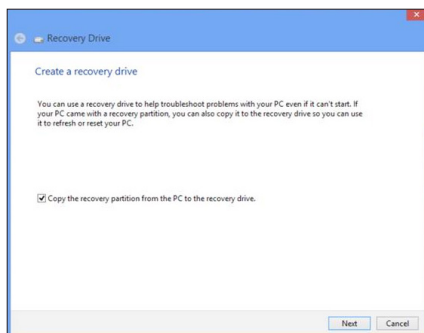 Recovery Drive
Create a recovery drive
You can use a recovery drive to help troubleshoot problems with your PC even if it can't start. If
your PC came with a recovery partition, you can also copy it to the recovery drive so you can use
it to refresh or reset your PC.
Copy the recovery partition from the PC to the recovery drive.
Next Cancel